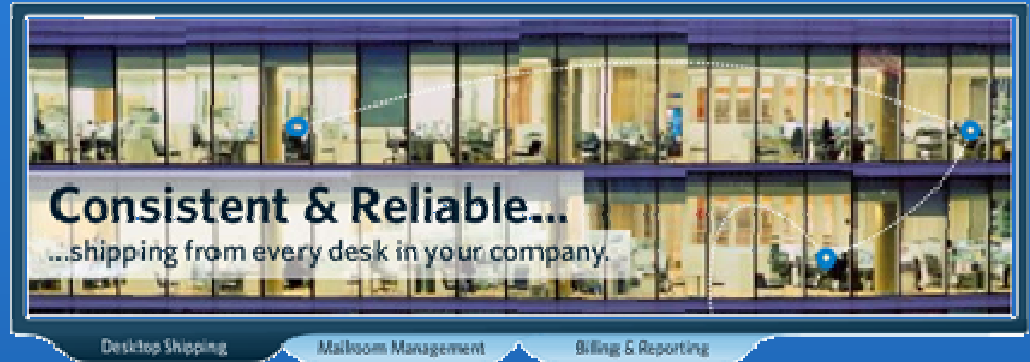 Consistent & Reliable...
...shipping from every desk in your company.
Desktop Shipping
Mailroom Management
Billing & Reporting